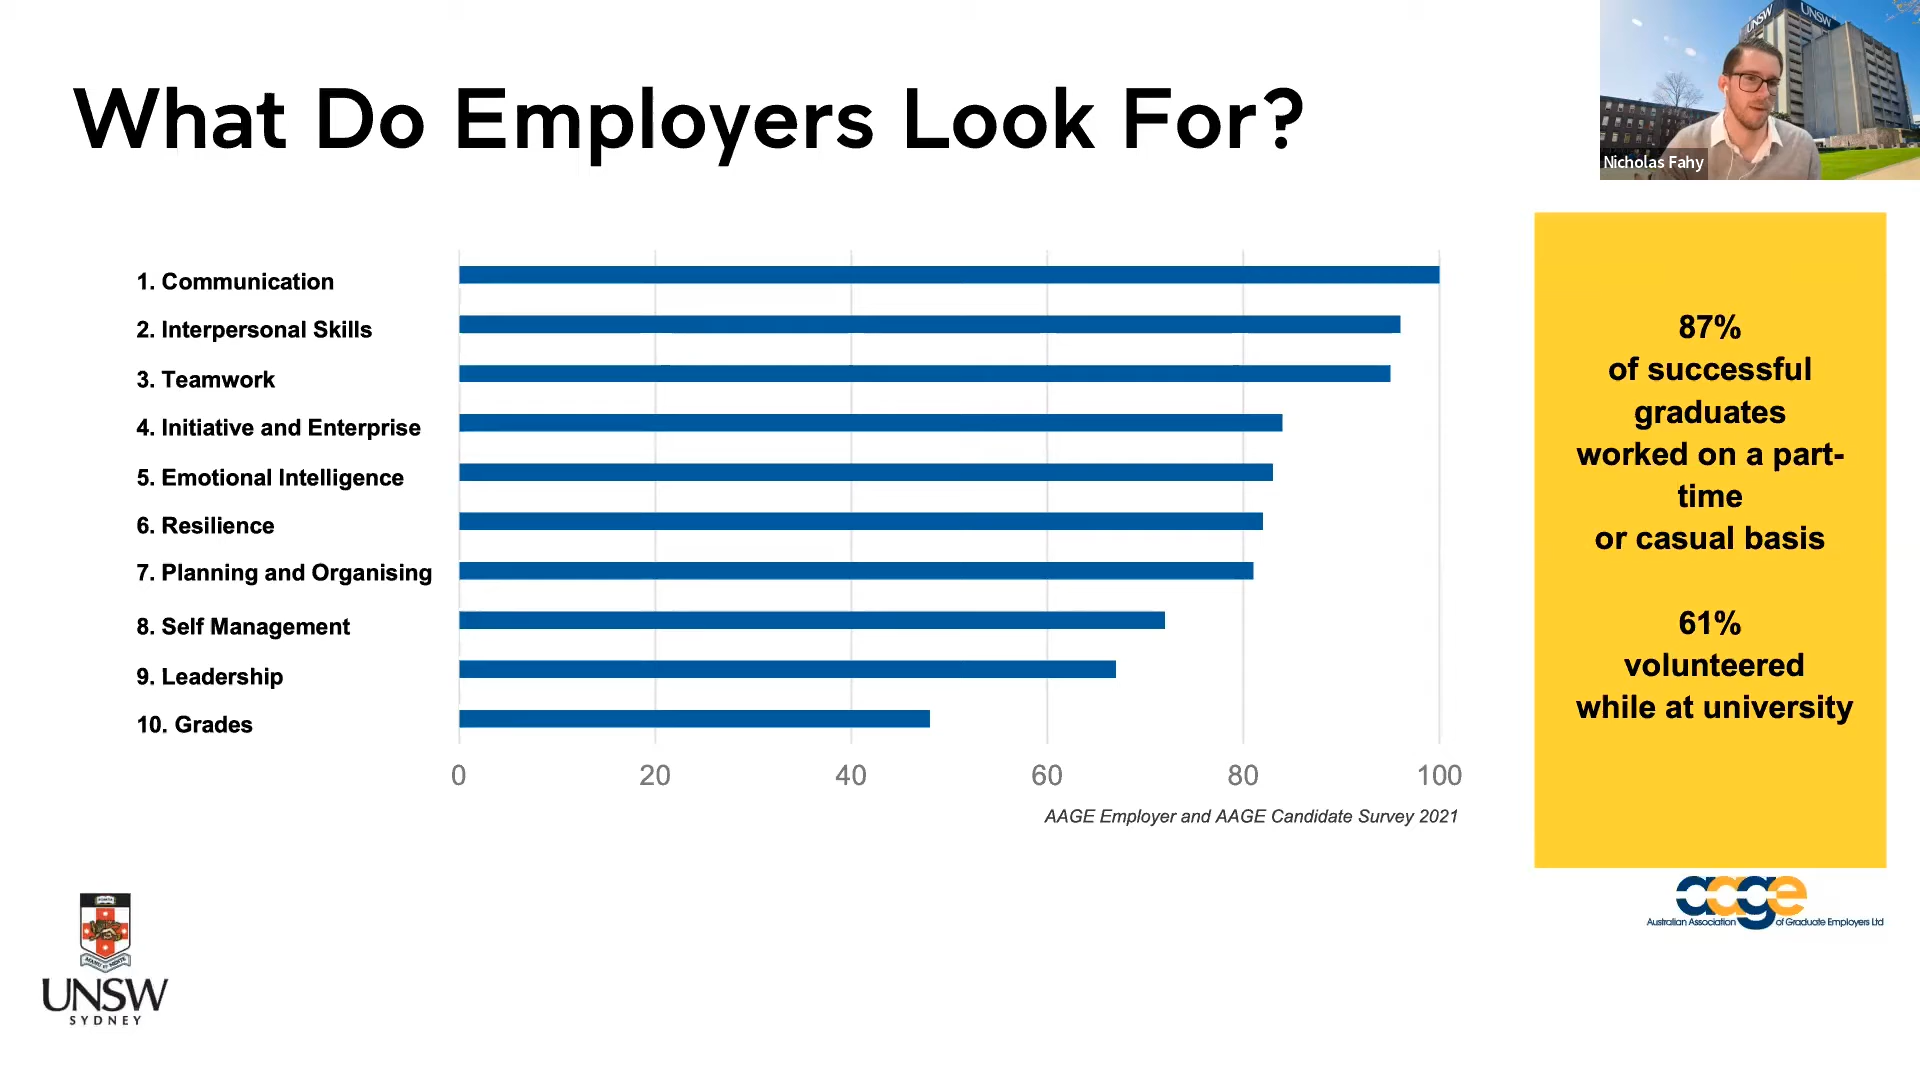 What Do Employers Look For?
UNSW
UNSW
Nicholas Fahy
1. Communication
2. Interpersonal Skills
3. Teamwork
4. Initiative and Enterprise
5. Emotional Intelligence
6. Resilience
7. Planning and Organising
8. Self Management
9. Leadership
10. Grades
0 20 40 60 80 100
AAGE Employer and AAGE Candidate Survey 2021
87%
of successful
graduates
worked on a part-
time
or casual basis
61%
volunteered
while at university
aage
Australian Association of Graduate Employers Ltd
UNSW
SYDNEY